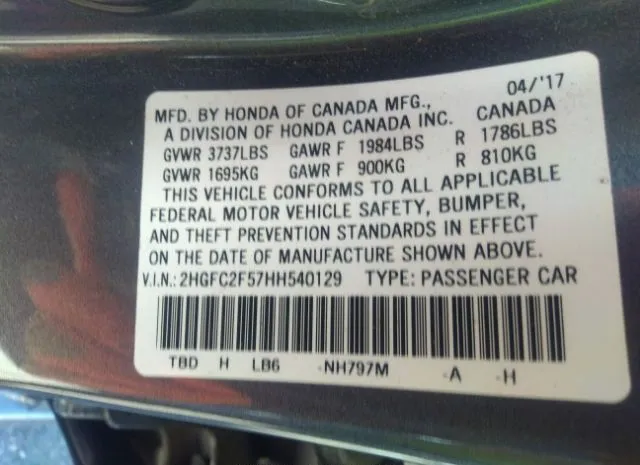 04/'17
MFD. BY HONDA OF CANADA MFG., CANADA
A DIVISION OF HONDA CANADA INC.
GVWR 3737LBS GAWR F 1984LBS R 1786LBS
GVWR 1695KG GAWR F 900KG R 810KG
THIS VEHICLE CONFORMS TO ALL APPLICABLE
FEDERAL MOTOR VEHICLE SAFETY, BUMPER,
AND THEFT PREVENTION STANDARDS IN EFFECT
ON THE DATE OF MANUFACTURE SHOWN ABOVE.
V.I.N.: 2HGFC2F57HH540129 TYPE: PASSENGER CAR
TBD H LB6 -NH797M -A -H